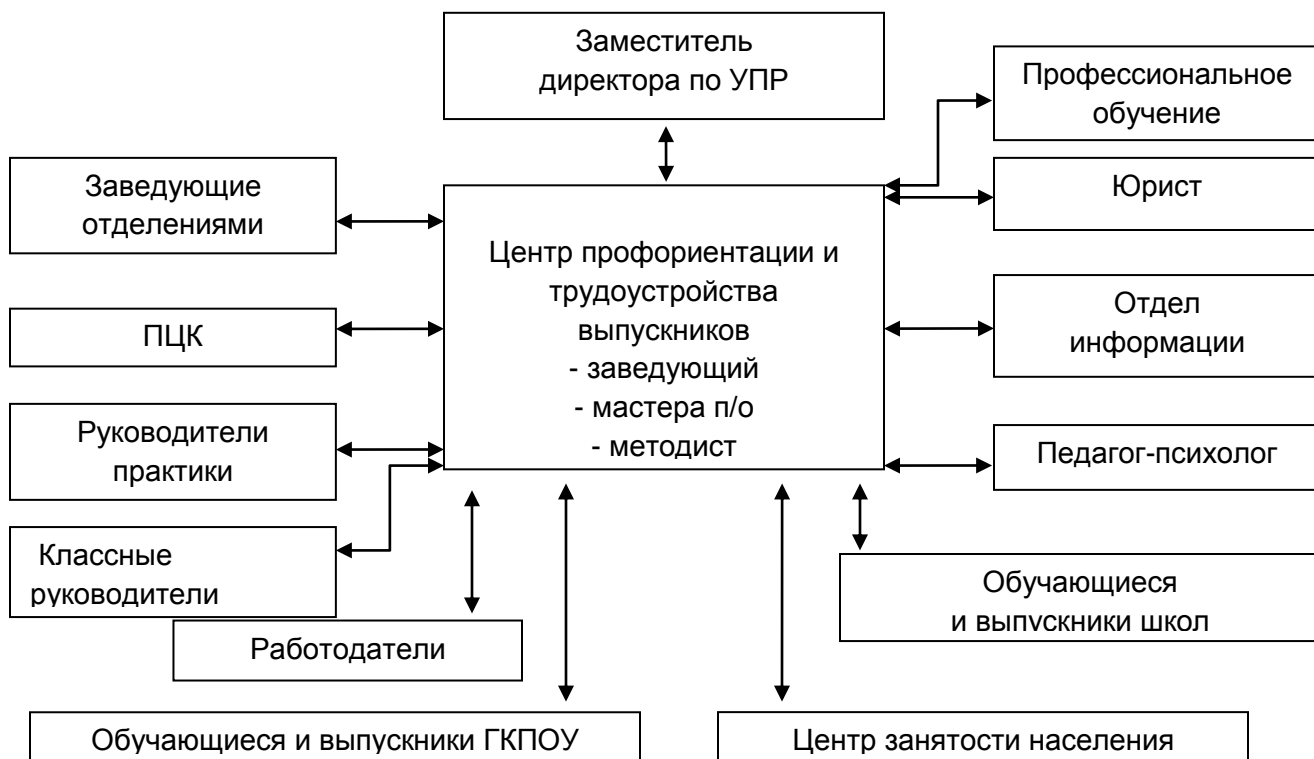 Заместитель
директора по УПР
Профессиональное
обучение
Заведующие
отделениями
Юрист
Центр профориентации и
трудоустройства
выпускников
- заведующий
- мастера п/о
- методист
ПЦК
Отдел
информации
Руководители
практики
Педагог-психолог
Классные
руководители
Обучающиеся
и выпускники школ
Работодатели
Обучающиеся и выпускники ГКПОУ
Центр занятости населения